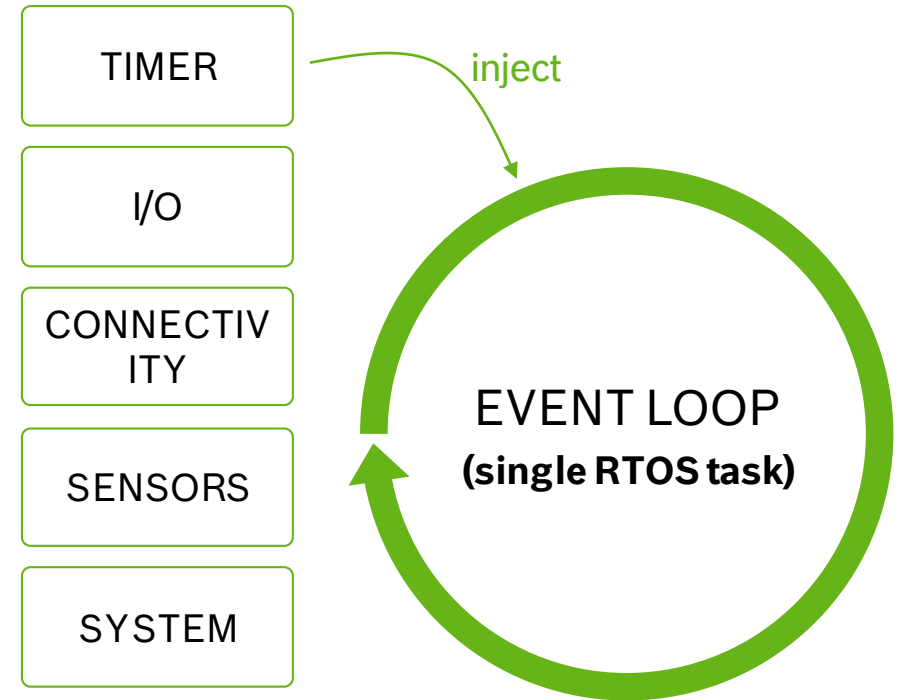 TIMER
inject
I/O
CONNECTIV
ITY
EVENT LOOP
(single RTOS task)
SENSORS
SYSTEM